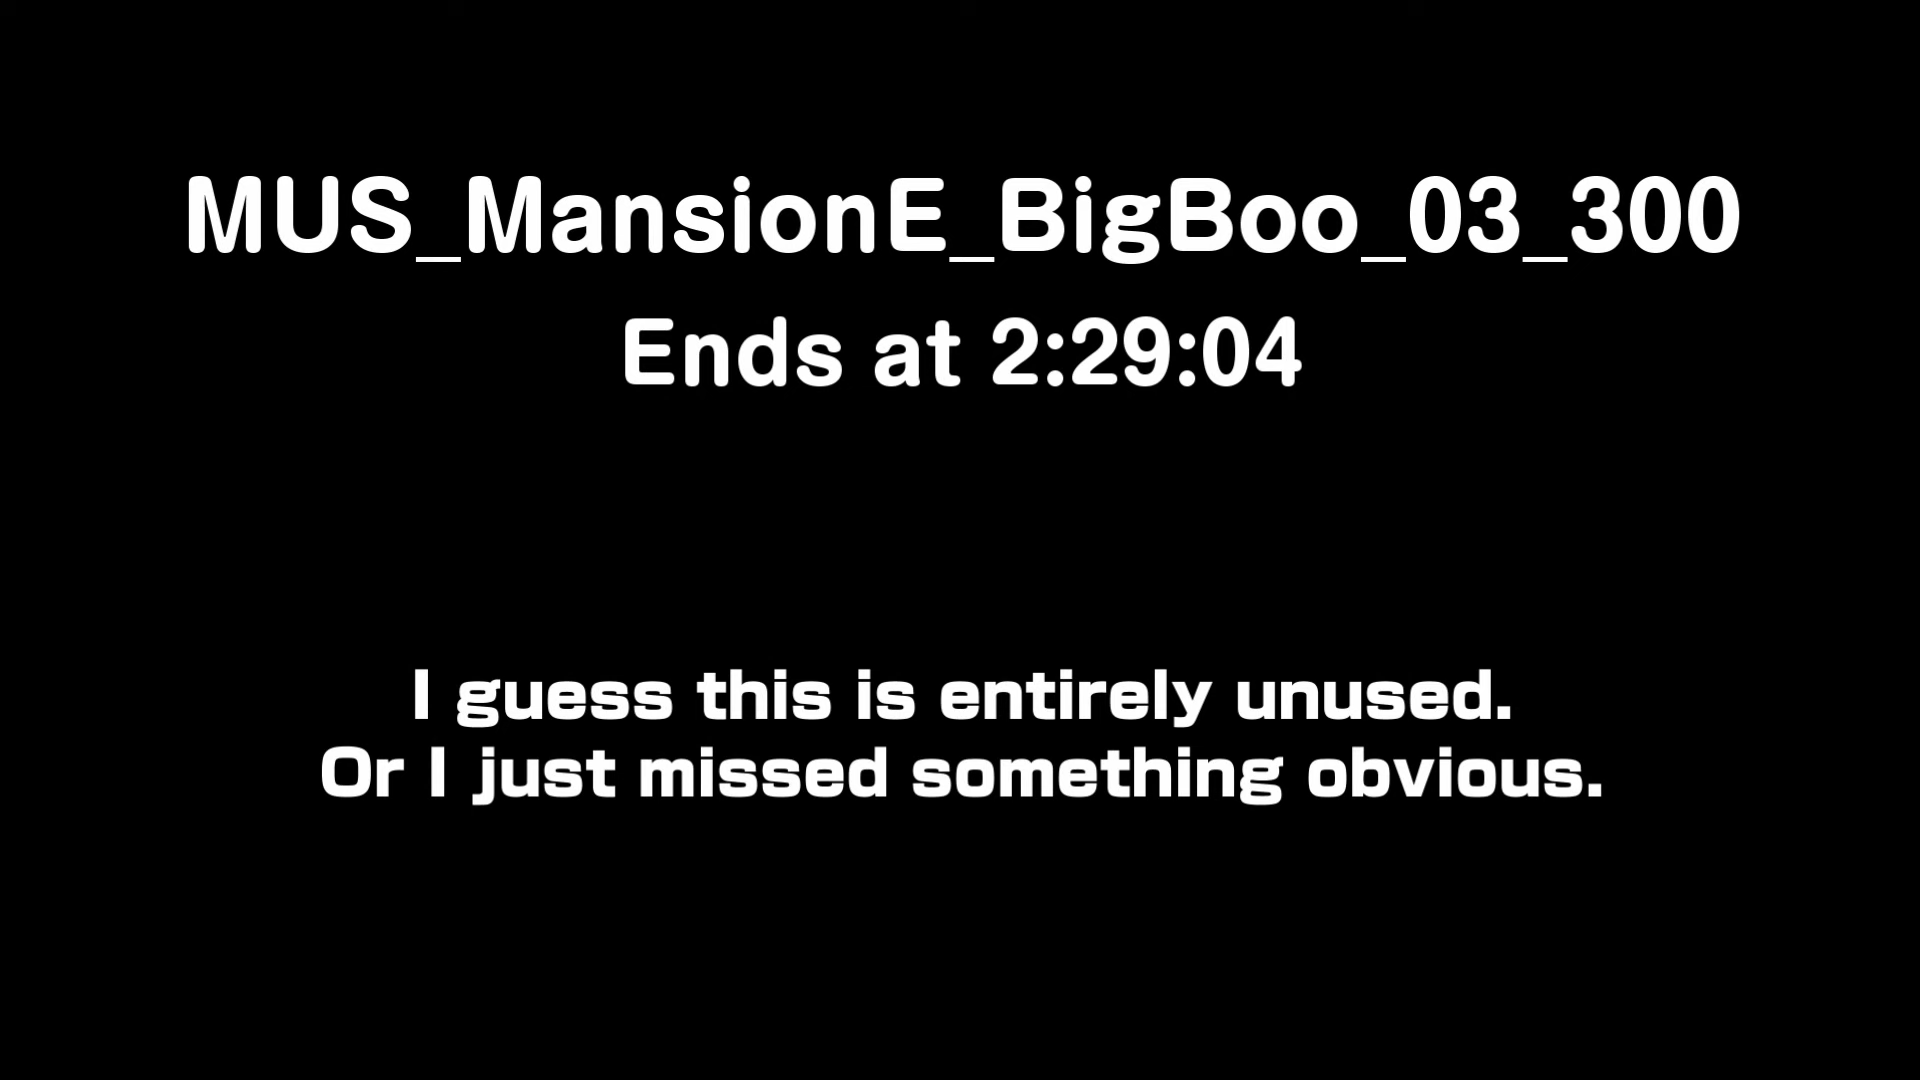 MUS_MansionE_BigBoo_03_300
Ends at 2:29:04
I guess this is entirely unused.
Or I just missed something obvious.